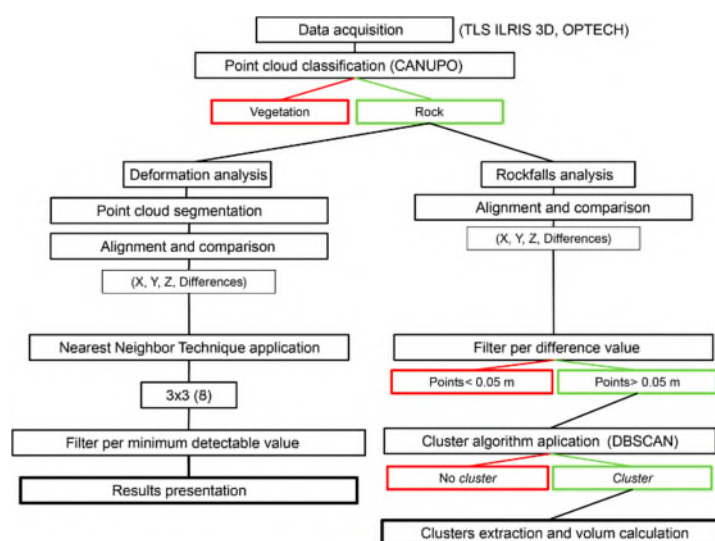 Data acquisition (TLS ILRIS 3D, OPTECH)
Point cloud classification (CANUPO)
Vegetation
Rock
Deformation analysis
Point cloud segmentation
Alignment and comparison
(X, Y, Z, Differences)
Nearest Neighbor Technique application
3x3 (8)
Filter per minimum detectable value
Results presentation
Rockfalls analysis
Alignment and comparison
(X, Y, Z, Differences)
Filter per difference value
Points< 0.05 m
Points> 0.05 m
Cluster algorithm aplication (DBSCAN)
No cluster
Cluster
Clusters extraction and volum calculation